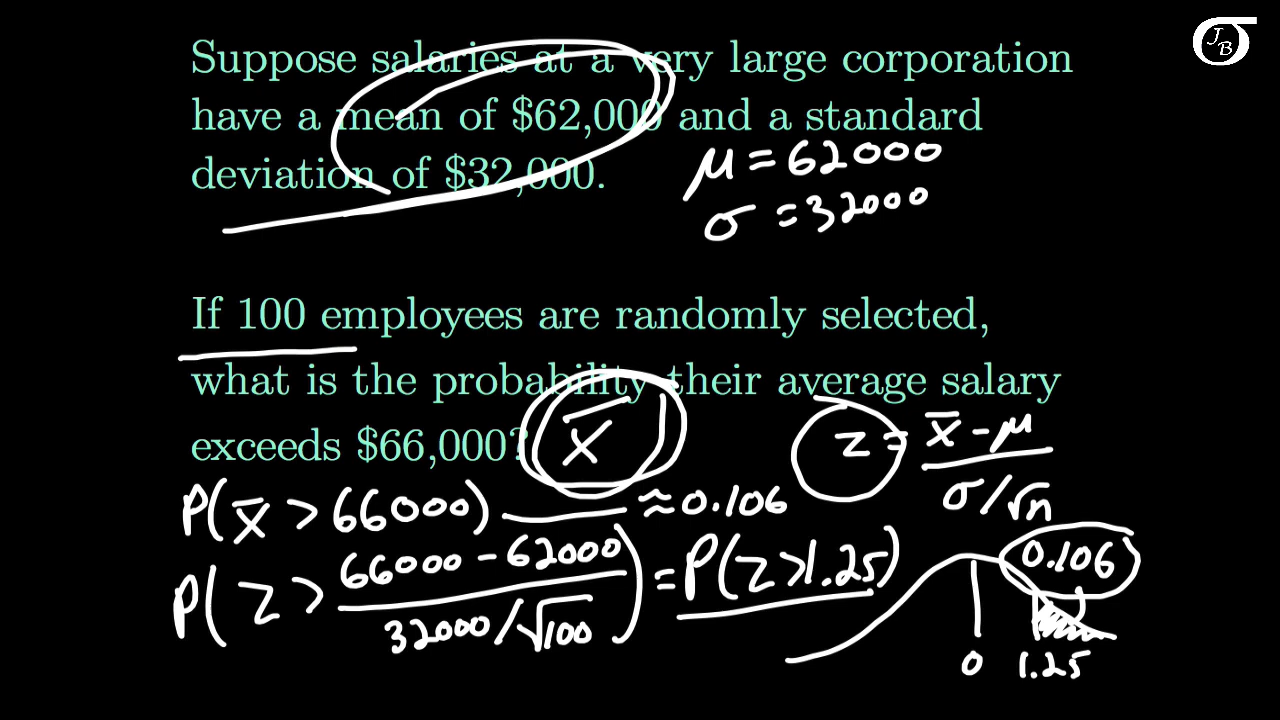 JB
Suppose salaries at a very large corporation
have a mean of $62,000 and a standard
deviation of $32,000.
μ = 62000
σ = 32000
If 100 employees are randomly selected,
what is the probability their average salary
exceeds $66,000?
X̄
z = (x̄ - μ) / (σ/√n)
P(X̄ > 66000) ≈ 0.106
P(Z > (66000 - 62000) / (32000/√100)) = P(Z > 1.25)
0.106
0 1.25